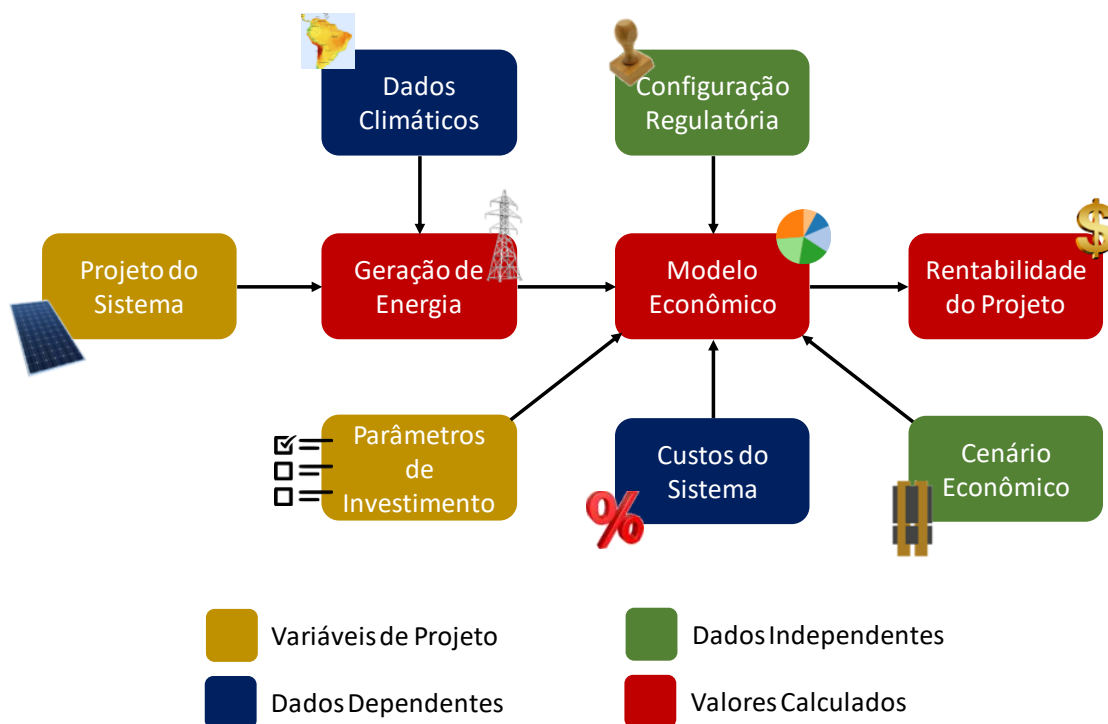 Dados
Climáticos
Configuração
Regulatória
Projeto do
Sistema
Geração de
Energia
Modelo
Econômico
Rentabilidade
do Projeto
Parâmetros
de
Investimento
Custos do
Sistema
Cenário
Econômico
Variáveis de Projeto
Dados Independentes
Dados Dependentes
Valores Calculados